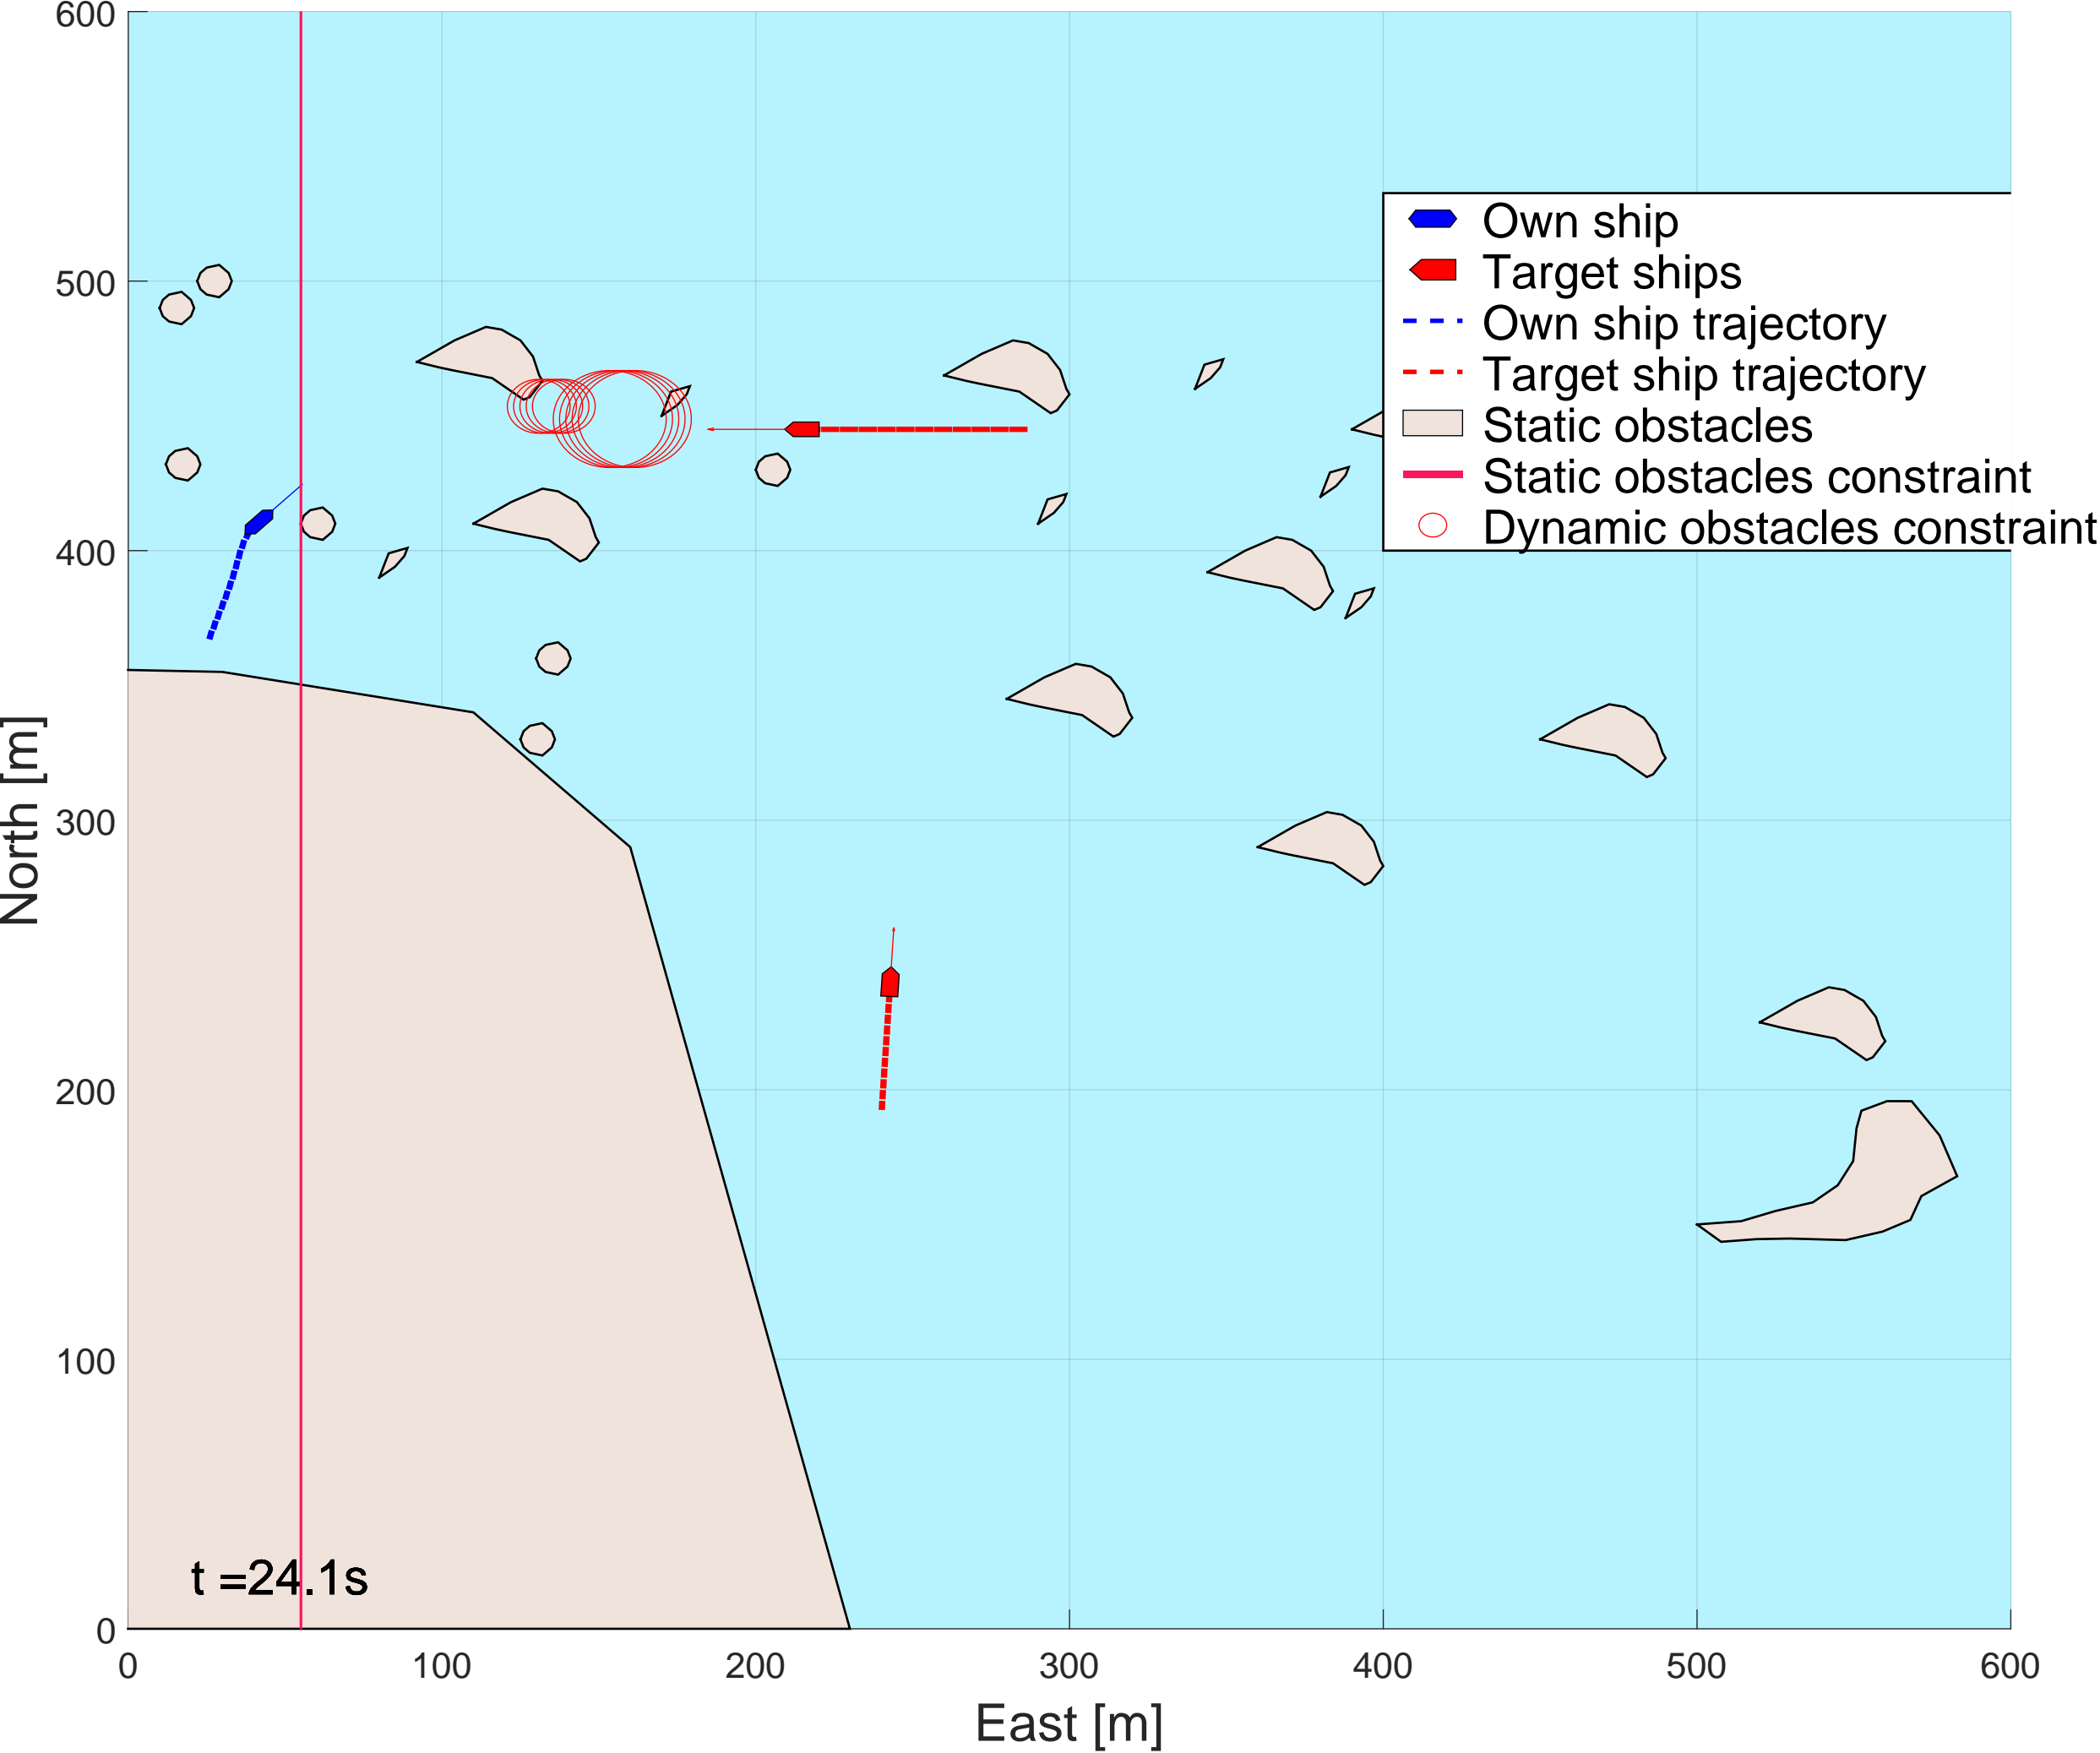 600
500
400
300
200
100
0
North [m]
Own ship
Target ships
Own ship trajectory
Target ship trajectory
Static obstacles
Static obstacles constraint
Dynamic obstacles constraint
t =24.1s
0
100
200
300
400
500
600
East [m]